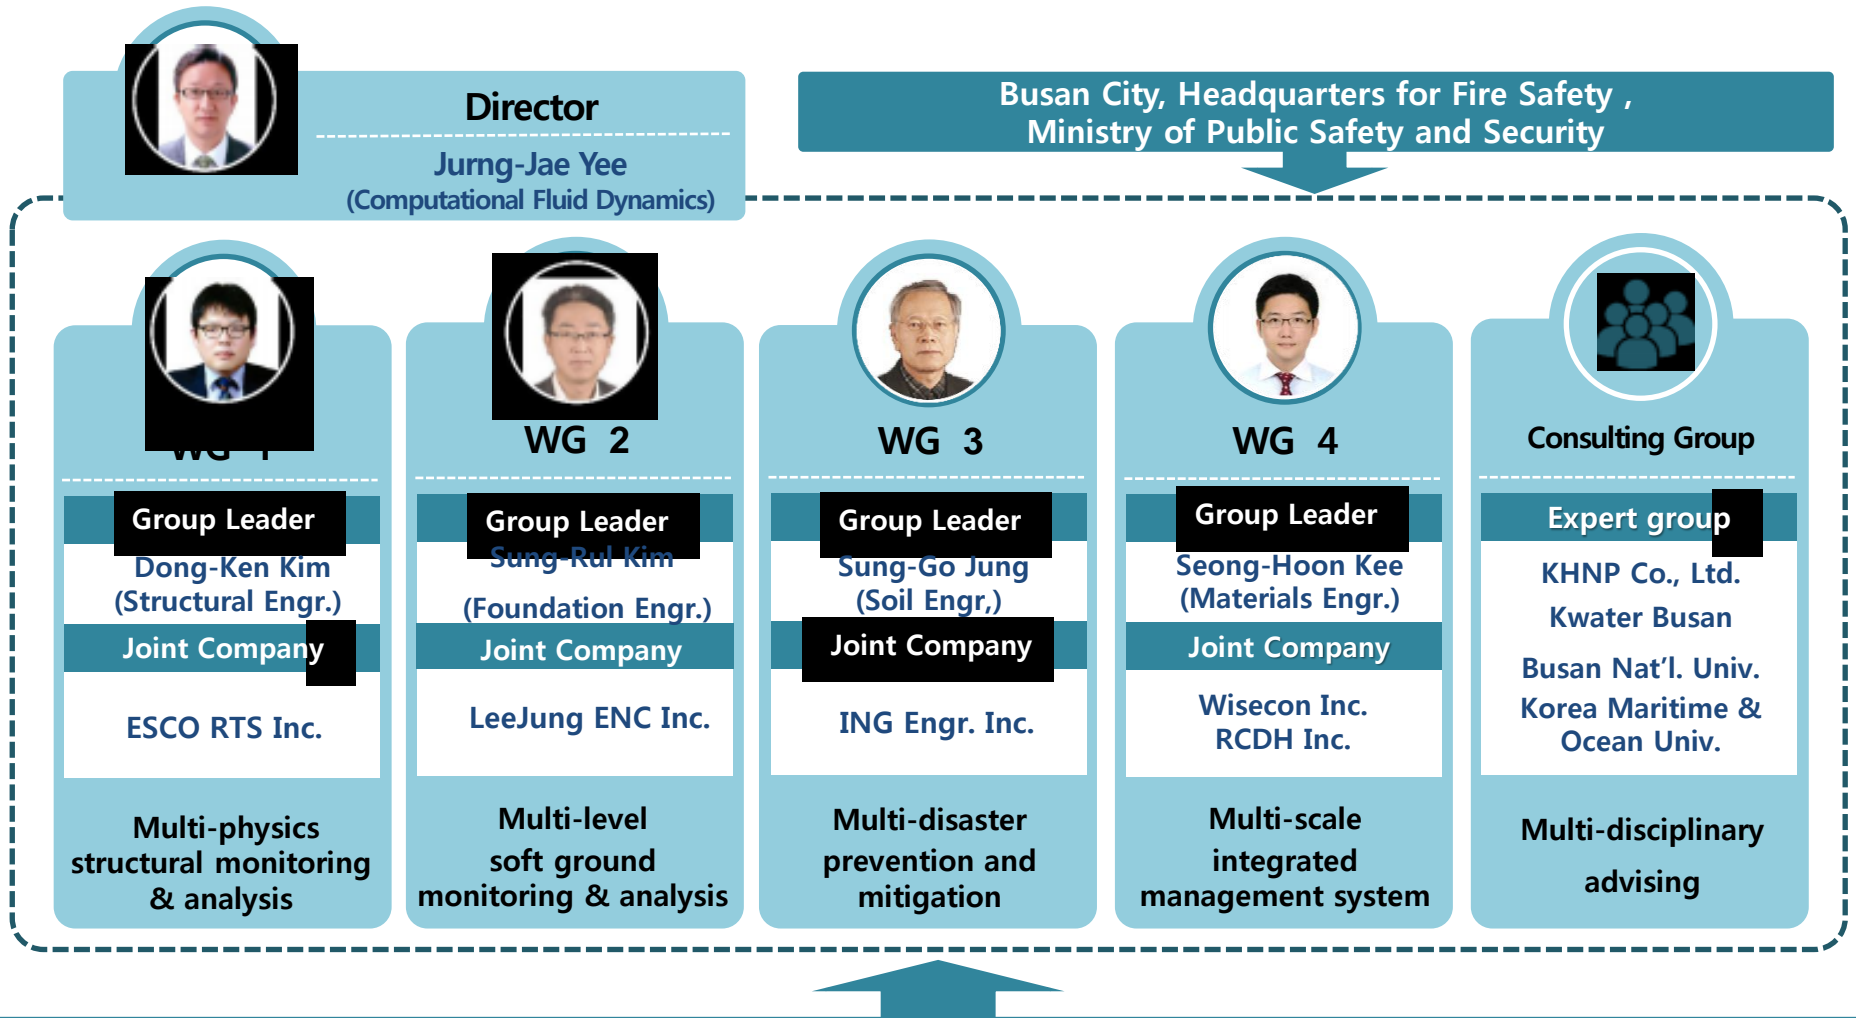 Director
Jurng-Jae Yee
(Computational Fluid Dynamics)
Busan City, Headquarters for Fire Safety ,
Ministry of Public Safety and Security
WG 1
Group Leader
Dong-Ken Kim
(Structural Engr.)
Joint Company
ESCO RTS Inc.
Multi-physics
structural monitoring
& analysis
WG 2
Group Leader
Sung-Rul Kim
(Foundation Engr.)
Joint Company
LeeJung ENC Inc.
Multi-level
soft ground
monitoring & analysis
WG 3
Group Leader
Sung-Go Jung
(Soil Engr,)
Joint Company
ING Engr. Inc.
Multi-disaster
prevention and
mitigation
WG 4
Group Leader
Seong-Hoon Kee
(Materials Engr.)
Joint Company
Wisecon Inc.
RCDH Inc.
Multi-scale
integrated
management system
Consulting Group
Expert group
KHNP Co., Ltd.
Kwater Busan
Busan Nat’l. Univ.
Korea Maritime &
Ocean Univ.
Multi-disciplinary
advising